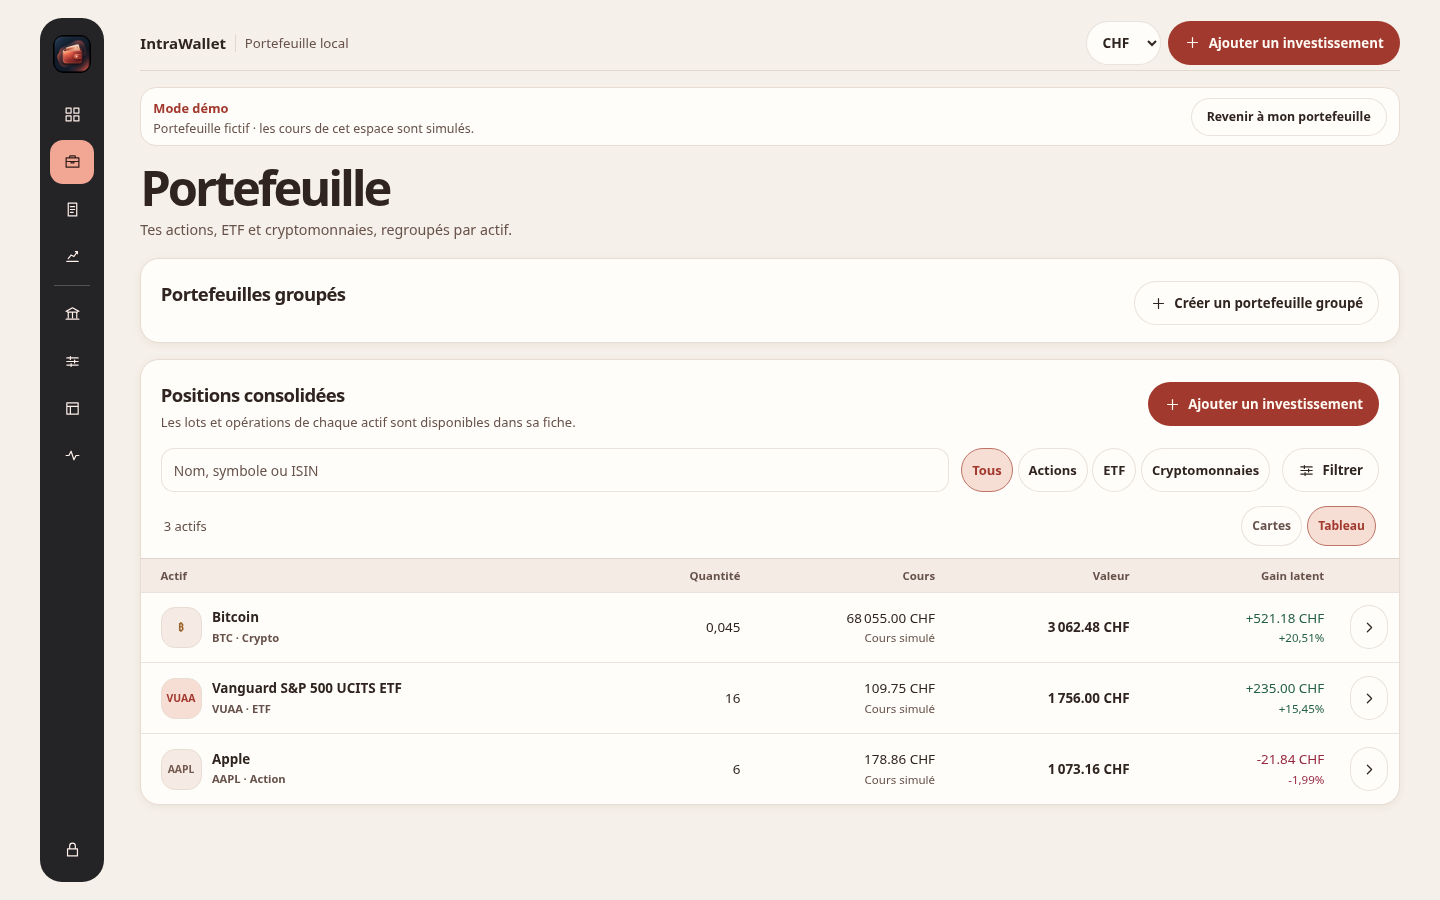 IntraWallet
Portefeuille local
CHF
Ajouter un investissement
Mode démo
Portefeuille fictif · les cours de cet espace sont simulés.
Revenir à mon portefeuille
Portefeuille
Tes actions, ETF et cryptomonnaies, regroupés par actif.
Portefeuilles groupés
Créer un portefeuille groupé
Positions consolidées
Les lots et opérations de chaque actif sont disponibles dans sa fiche.
Ajouter un investissement
Nom, symbole ou ISIN
Tous
Actions
ETF
Cryptomonnaies
Filtrer
3 actifs
Cartes
Tableau
Actif
Quantité
Cours
Valeur
Gain latent
₿
Bitcoin
BTC · Crypto
0,045
68 055.00 CHF
Cours simulé
3 062.48 CHF
+521.18 CHF
+20,51%
VUAA
Vanguard S&P 500 UCITS ETF
VUAA · ETF
16
109.75 CHF
Cours simulé
1 756.00 CHF
+235.00 CHF
+15,45%
AAPL
Apple
AAPL · Action
6
178.86 CHF
Cours simulé
1 073.16 CHF
-21.84 CHF
-1,99%